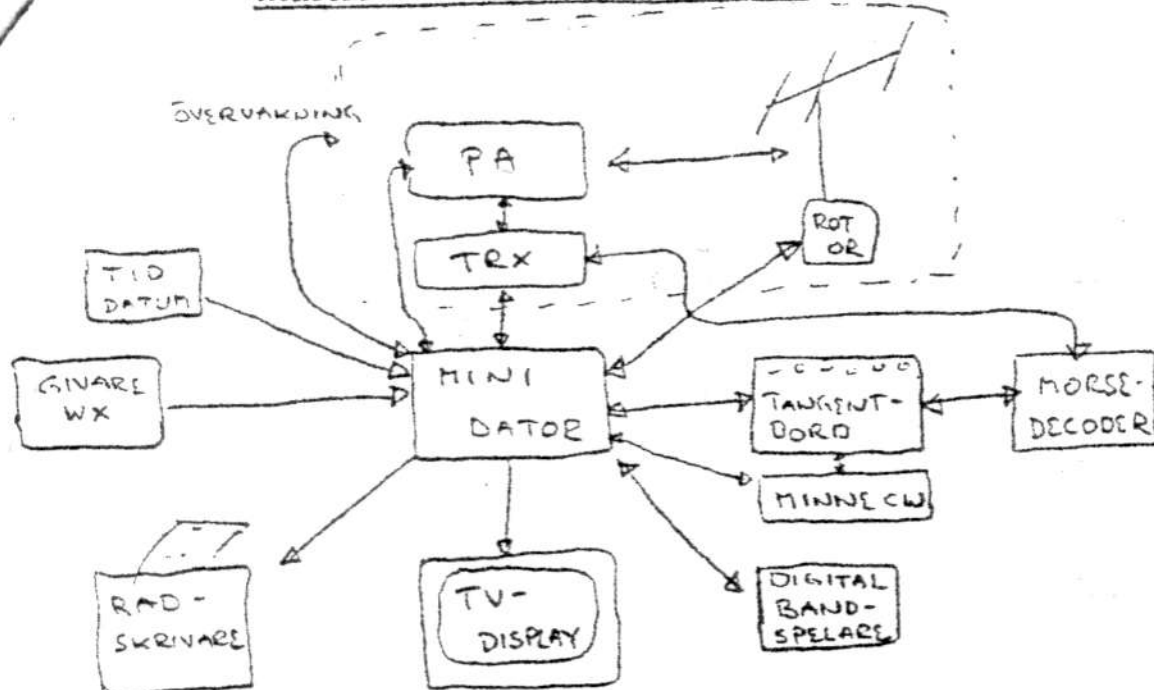 ÖVERVAKNING
PA
ROT
OR
TRX
TID
DATUM
MINI
DATOR
GIVARE
WX
TANGENT-
BORD
MORSE-
DECODER
MINNE CW
RAD-
SKRIVARE
TV-
DISPLAY
DIGITAL
BAND-
SPELARE